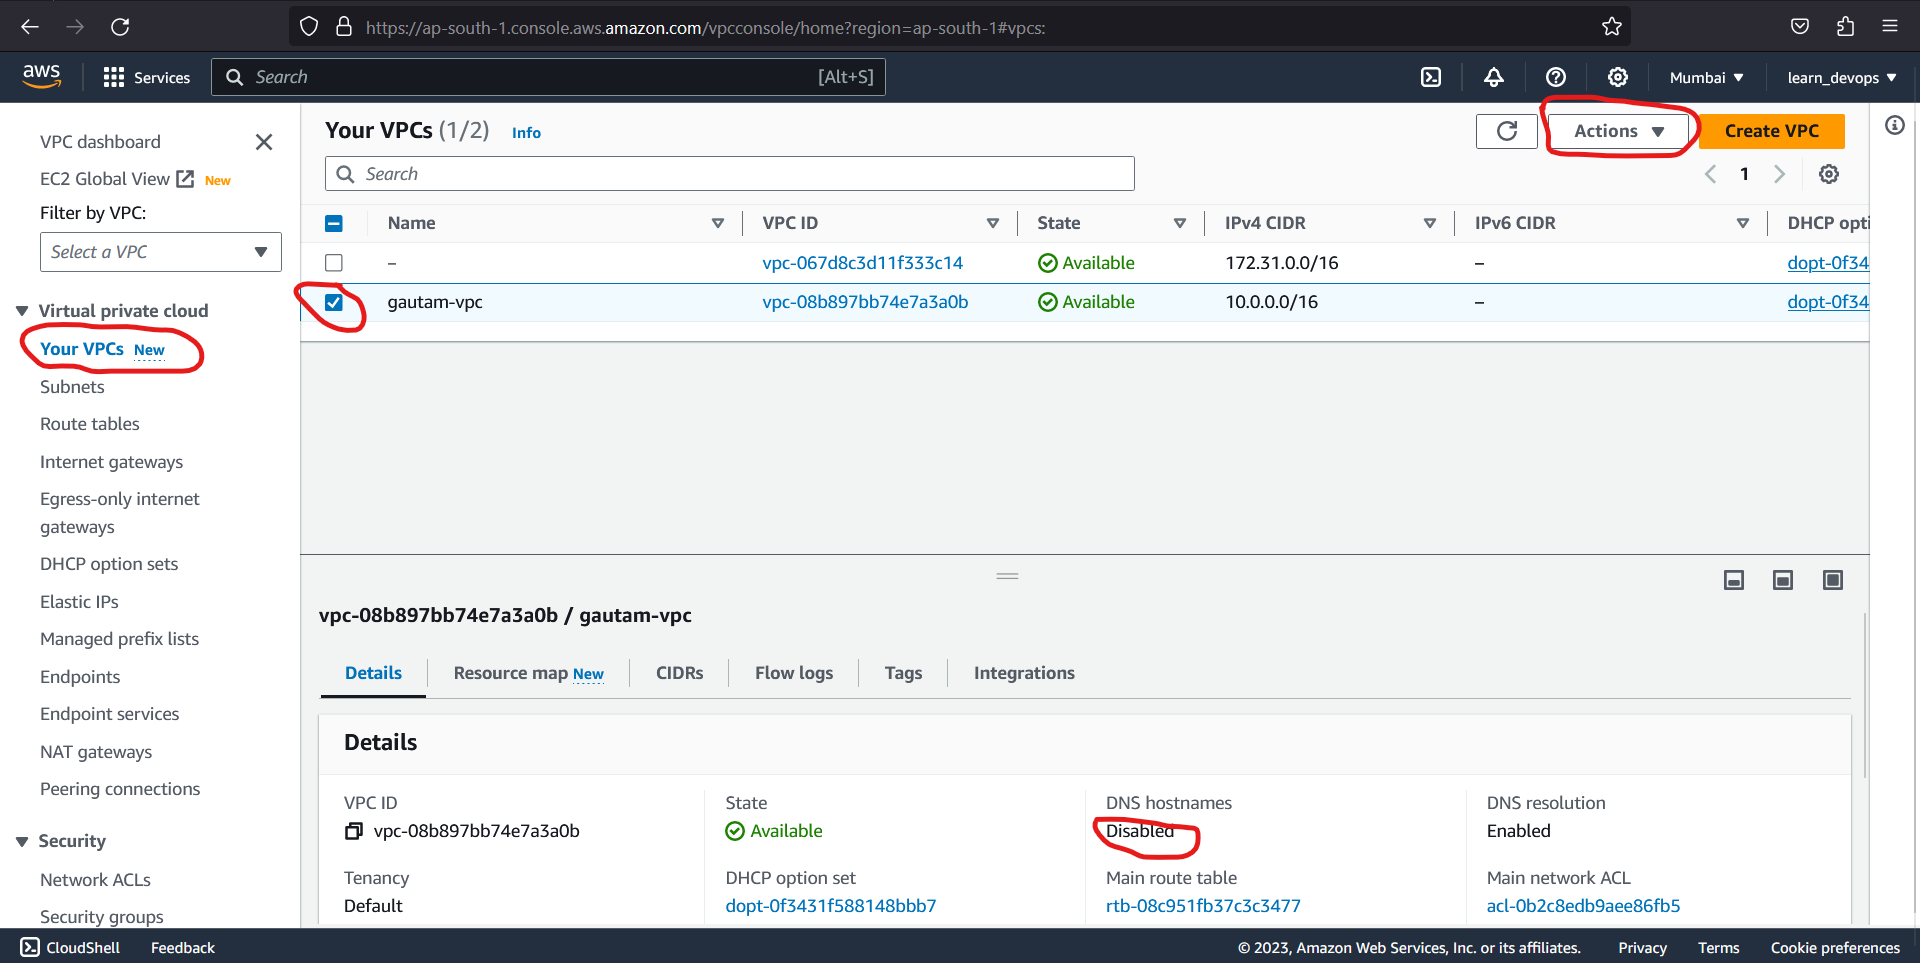 https://ap-south-1.console.aws.amazon.com/vpcconsole/home?region=ap-south-1#vpcs:
aws Services Search [Alt+S] Mumbai learn_devops
VPC dashboard
EC2 Global View New
Filter by VPC:
Select a VPC
Virtual private cloud
Your VPCs New
Subnets
Route tables
Internet gateways
Egress-only internet
gateways
DHCP option sets
Elastic IPs
Managed prefix lists
Endpoints
Endpoint services
NAT gateways
Peering connections
Security
Network ACLs
Security groups
Your VPCs (1/2) Info Actions Create VPC
Search 1
Name VPC ID State IPv4 CIDR IPv6 CIDR DHCP opti
– vpc-067d8c3d11f333c14 Available 172.31.0.0/16 – dopt-0f34
gautam-vpc vpc-08b897bb74e7a3a0b Available 10.0.0.0/16 – dopt-0f34
vpc-08b897bb74e7a3a0b / gautam-vpc
Details Resource map New CIDRs Flow logs Tags Integrations
Details
VPC ID State DNS hostnames DNS resolution
vpc-08b897bb74e7a3a0b Available Disabled Enabled
Tenancy DHCP option set Main route table Main network ACL
Default dopt-0f3431f588148bbb7 rtb-08c951fb37c3c3477 acl-0b2c8edb9aee86fb5
CloudShell Feedback © 2023, Amazon Web Services, Inc. or its affiliates. Privacy Terms Cookie preferences